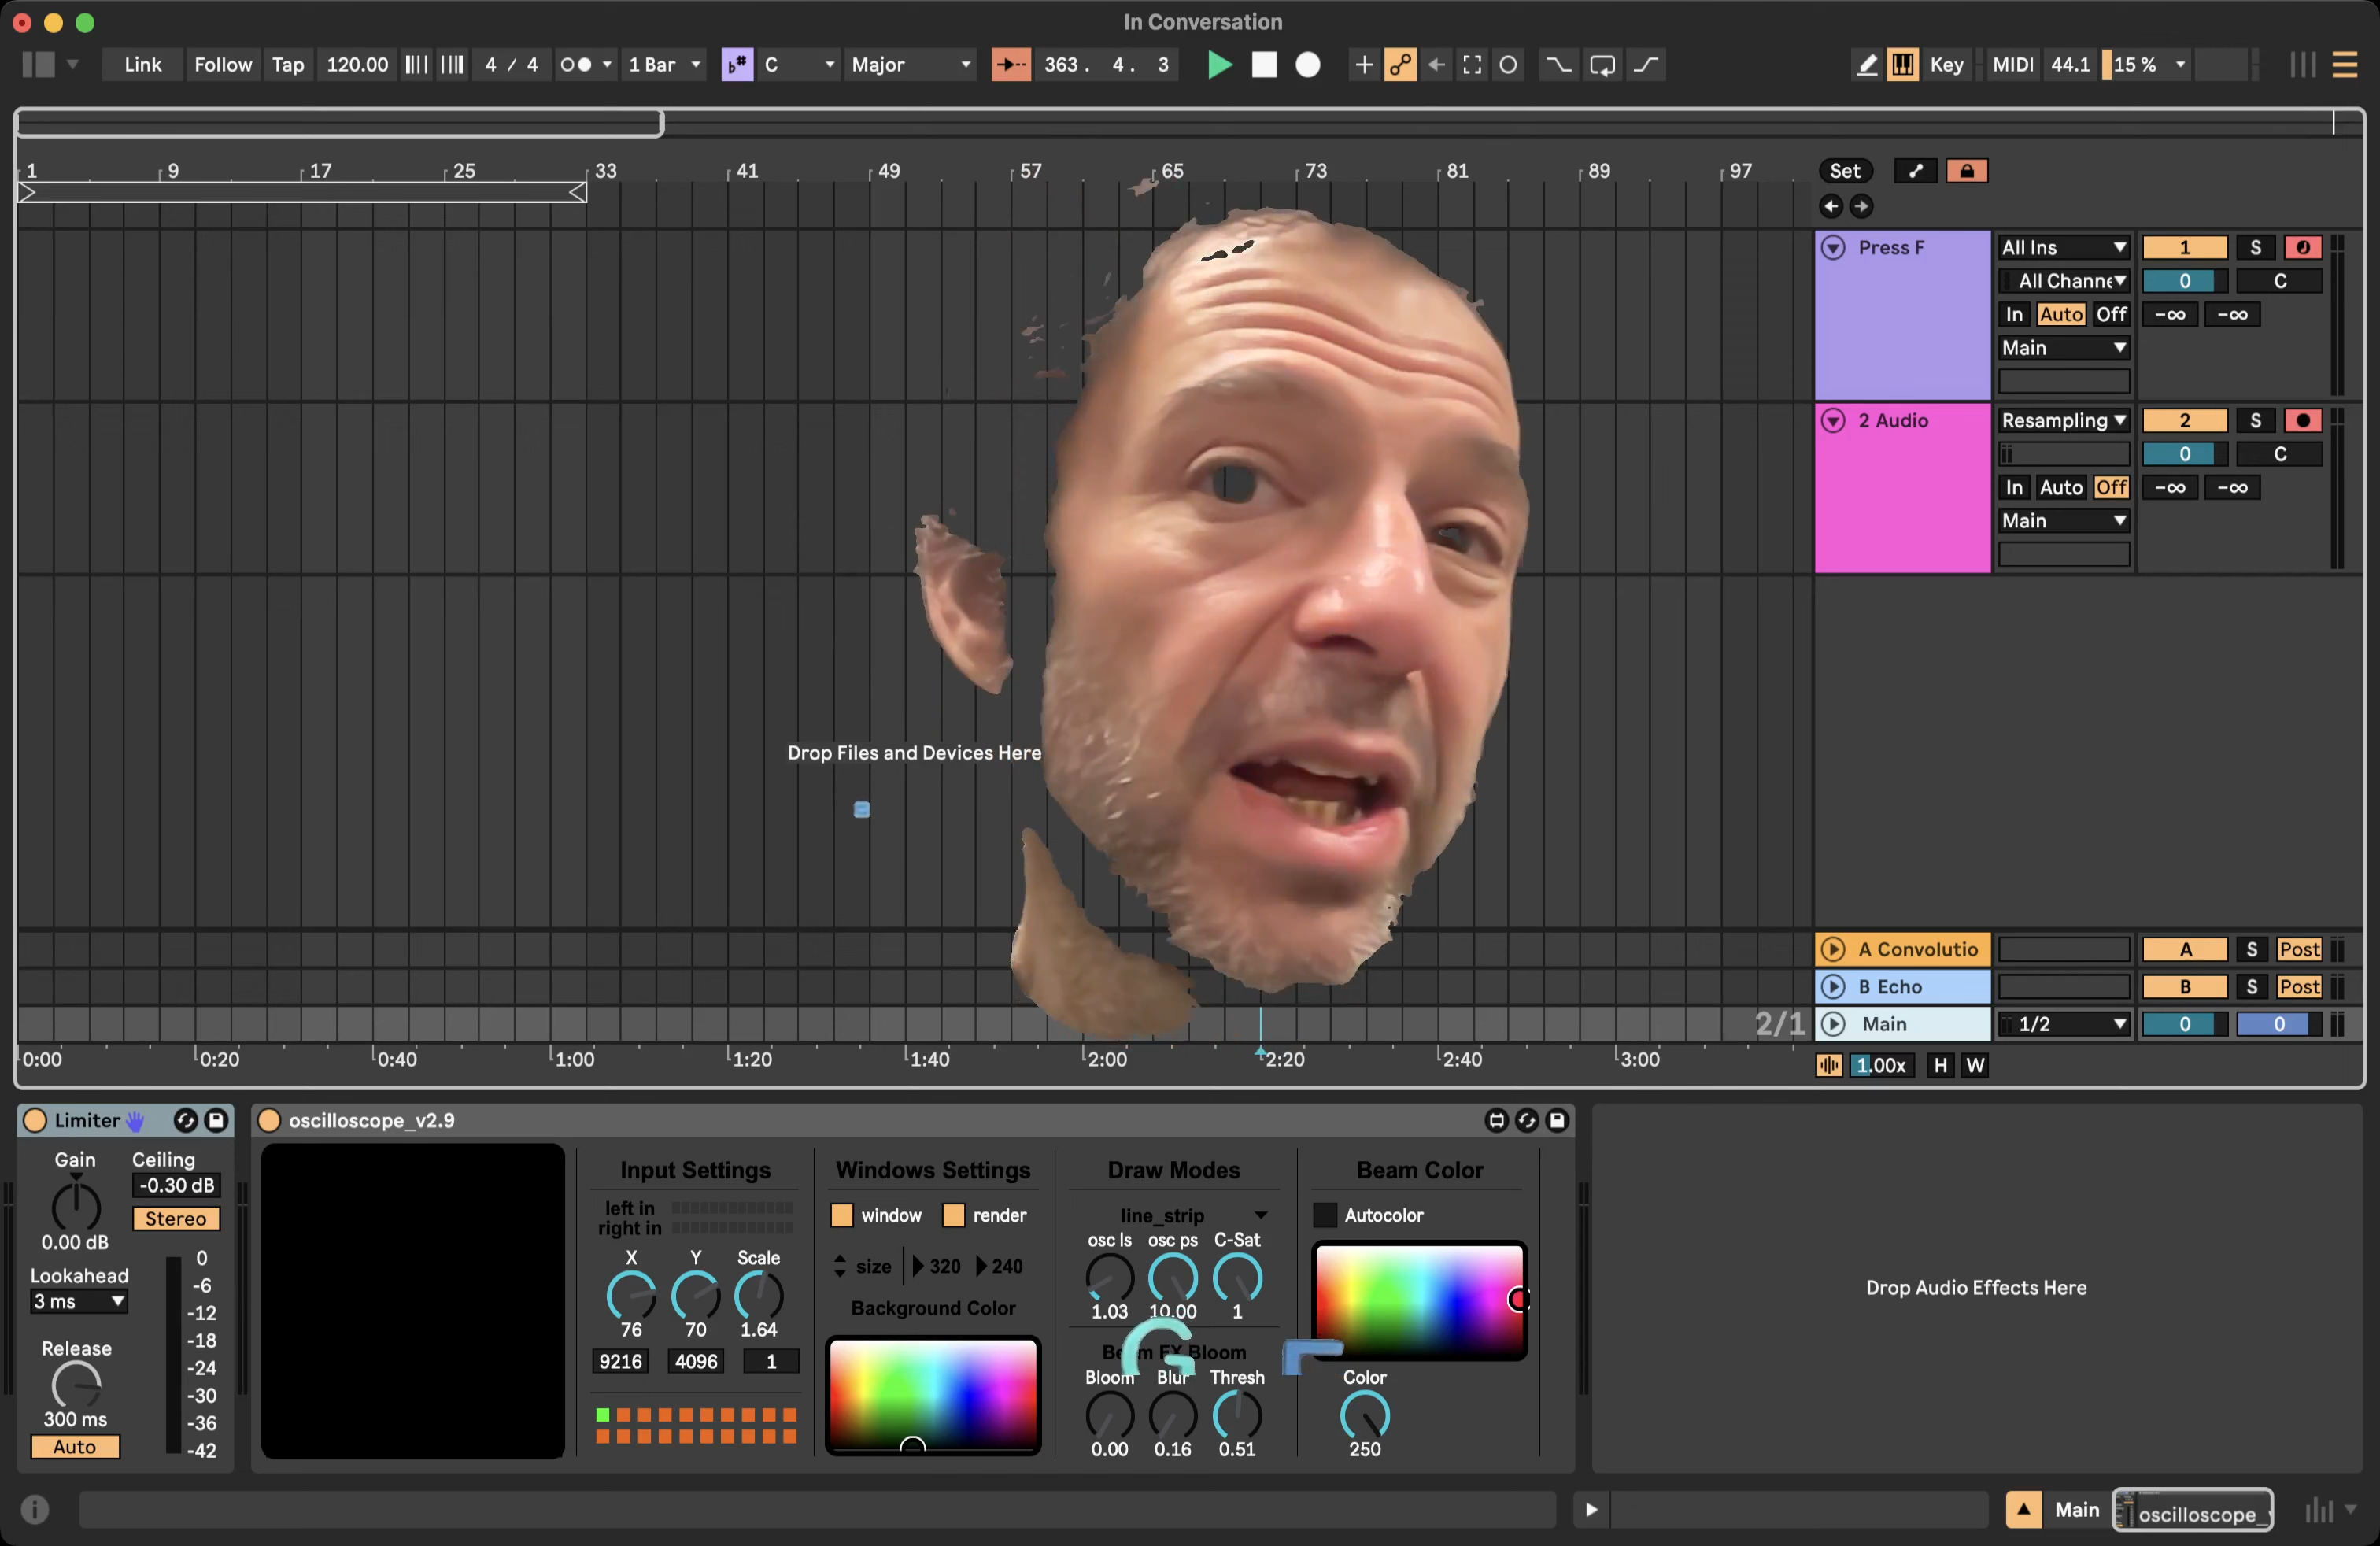 In Conversation
Link Follow Tap 120.00 4 / 4 1 Bar C Major 363. 4. 3 Key MIDI 44.1 15 %
1 9 17 25 33 41 49 57 65 73 81 89 97 Set
Press F All Ins 1 S
All Channe 0 C
In Auto Off -∞ -∞
Main
2 Audio Resampling 2 S
0 C
In Auto Off -∞ -∞
Main
Drop Files and Devices Here
A Convolutio A S Post
B Echo B S Post
2/1 Main 1/2 0 0
0:00 0:20 0:40 1:00 1:20 1:40 2:00 2:20 2:40 3:00 1.00x H W
Limiter
Gain Ceiling
-0.30 dB
Stereo
0.00 dB
Lookahead
3 ms
Release
300 ms
Auto
0
-6
-12
-18
-24
-30
-36
-42
oscilloscope_v2.9
Input Settings
left in
right in
X Y Scale
76 70 1.64
9216 4096 1
Windows Settings
window render
size 320 240
Background Color
Draw Modes
line_strip
osc ls osc ps C-Sat
1.03 10.00 1
Beam FX Bloom
Bloom Blur Thresh
0.00 0.16 0.51
Beam Color
Autocolor
Color
250
G
Drop Audio Effects Here
Main oscilloscope_